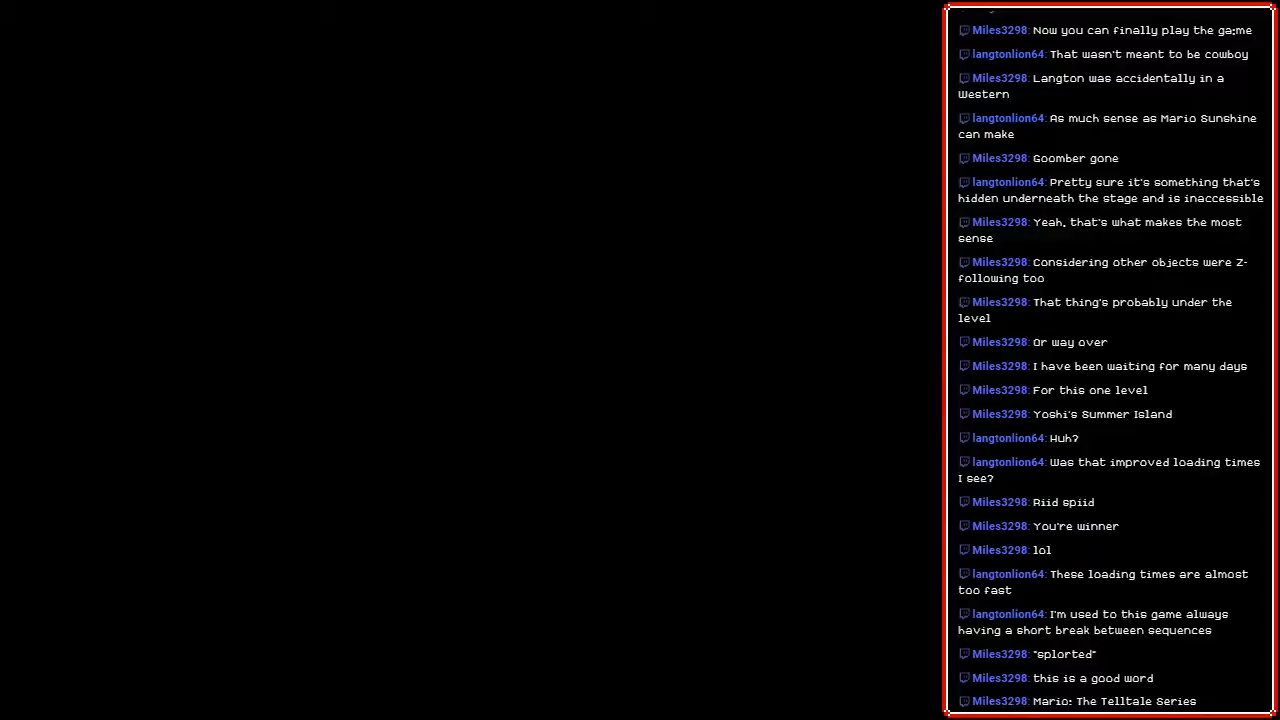 Miles3298: Now you can finally play the ga:me
langtonlion64: That wasn't meant to be cowboy
Miles3298: Langton was accidentally in a
Western
langtonlion64: As much sense as Mario Sunshine
can make
Miles3298: Goomber gone
langtonlion64: Pretty sure it's something that's
hidden underneath the stage and is inaccessible
Miles3298: Yeah, that's what makes the most
sense
Miles3298: Considering other objects were Z-
following too
Miles3298: That thing's probably under the
level
Miles3298: Or way over
Miles3298: I have been waiting for many days
Miles3298: For this one level
Miles3298: Yoshi's Summer Island
langtonlion64: Huh?
langtonlion64: Was that improved loading times
I see?
Miles3298: Riid spiid
Miles3298: You're winner
Miles3298: lol
langtonlion64: These loading times are almost
too fast
langtonlion64: I'm used to this game always
having a short break between sequences
Miles3298: "splorted"
Miles3298: this is a good word
Miles3298: Mario: The Telltale Series